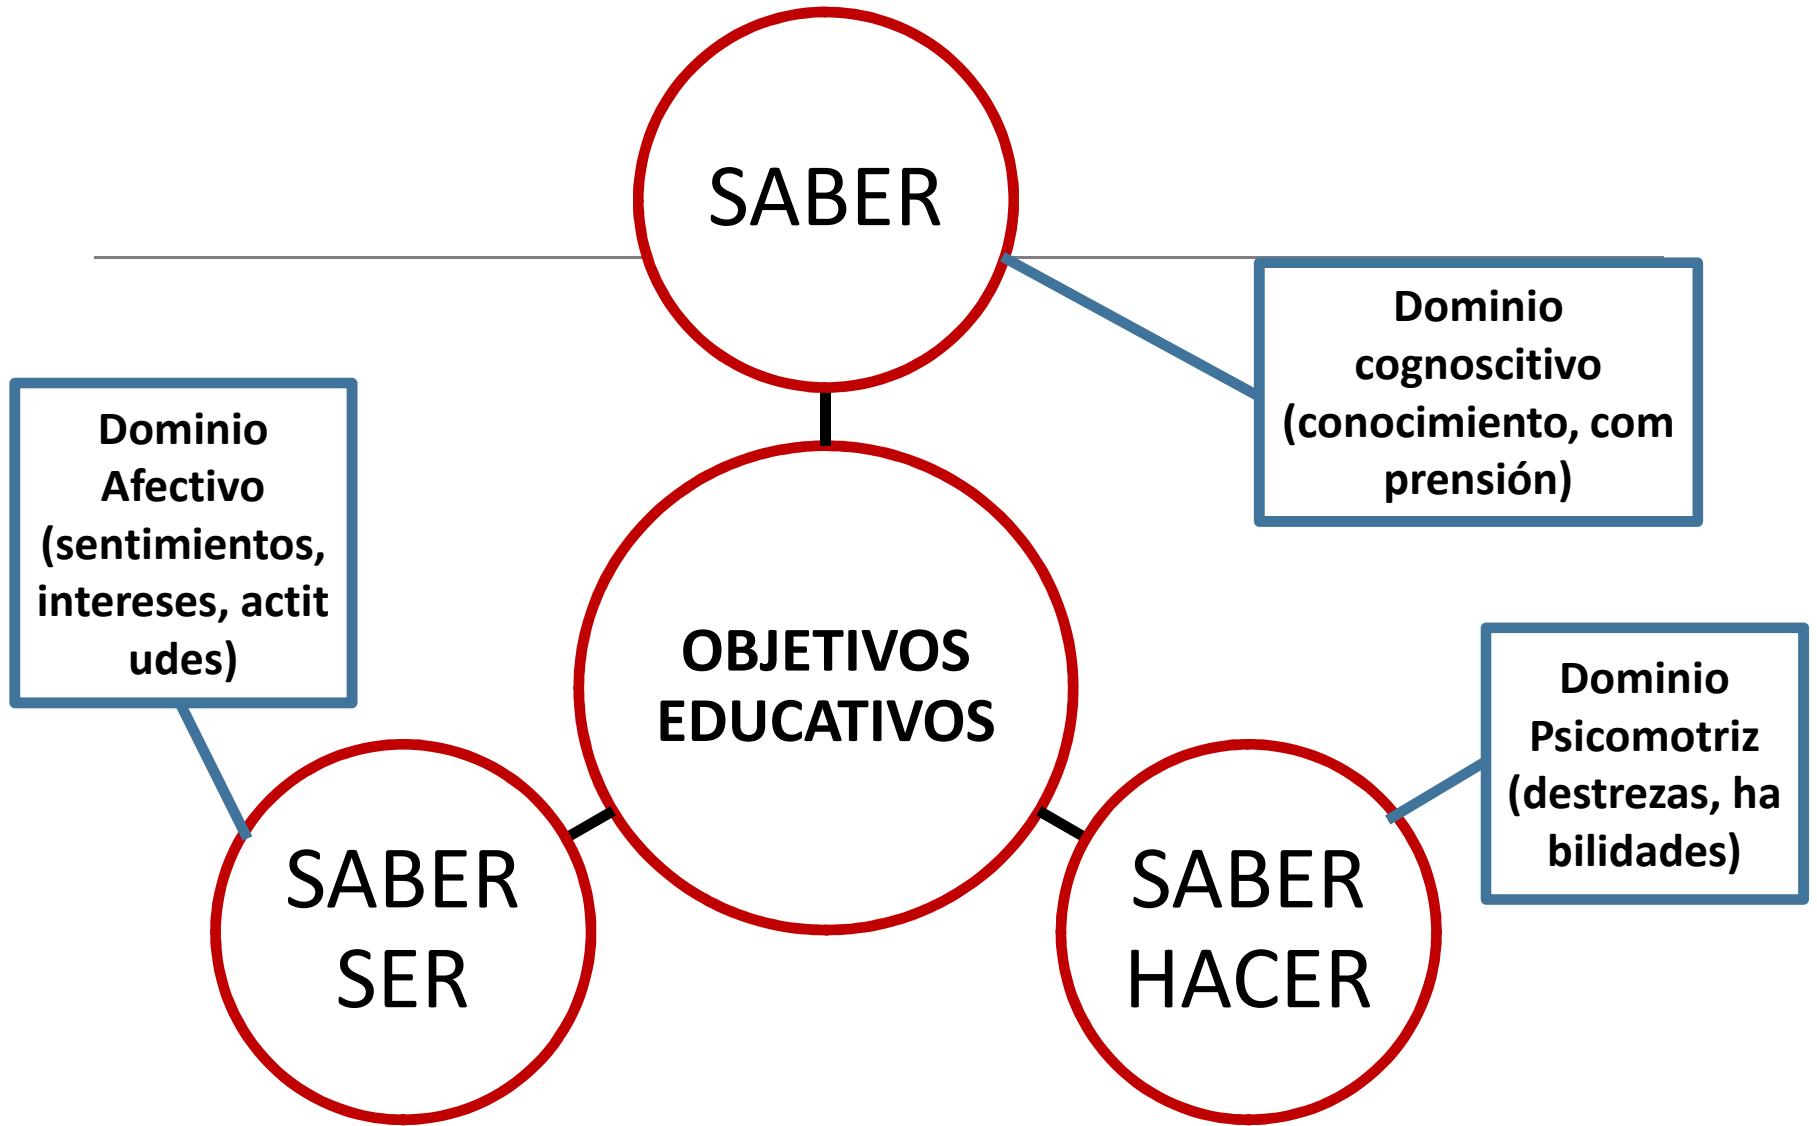 SABER
Dominio
cognoscitivo
(conocimiento, com
prensión)
Dominio
Afectivo
(sentimientos,
intereses, actit
udes)
OBJETIVOS
EDUCATIVOS
Dominio
Psicomotriz
(destrezas, ha
bilidades)
SABER
SER
SABER
HACER